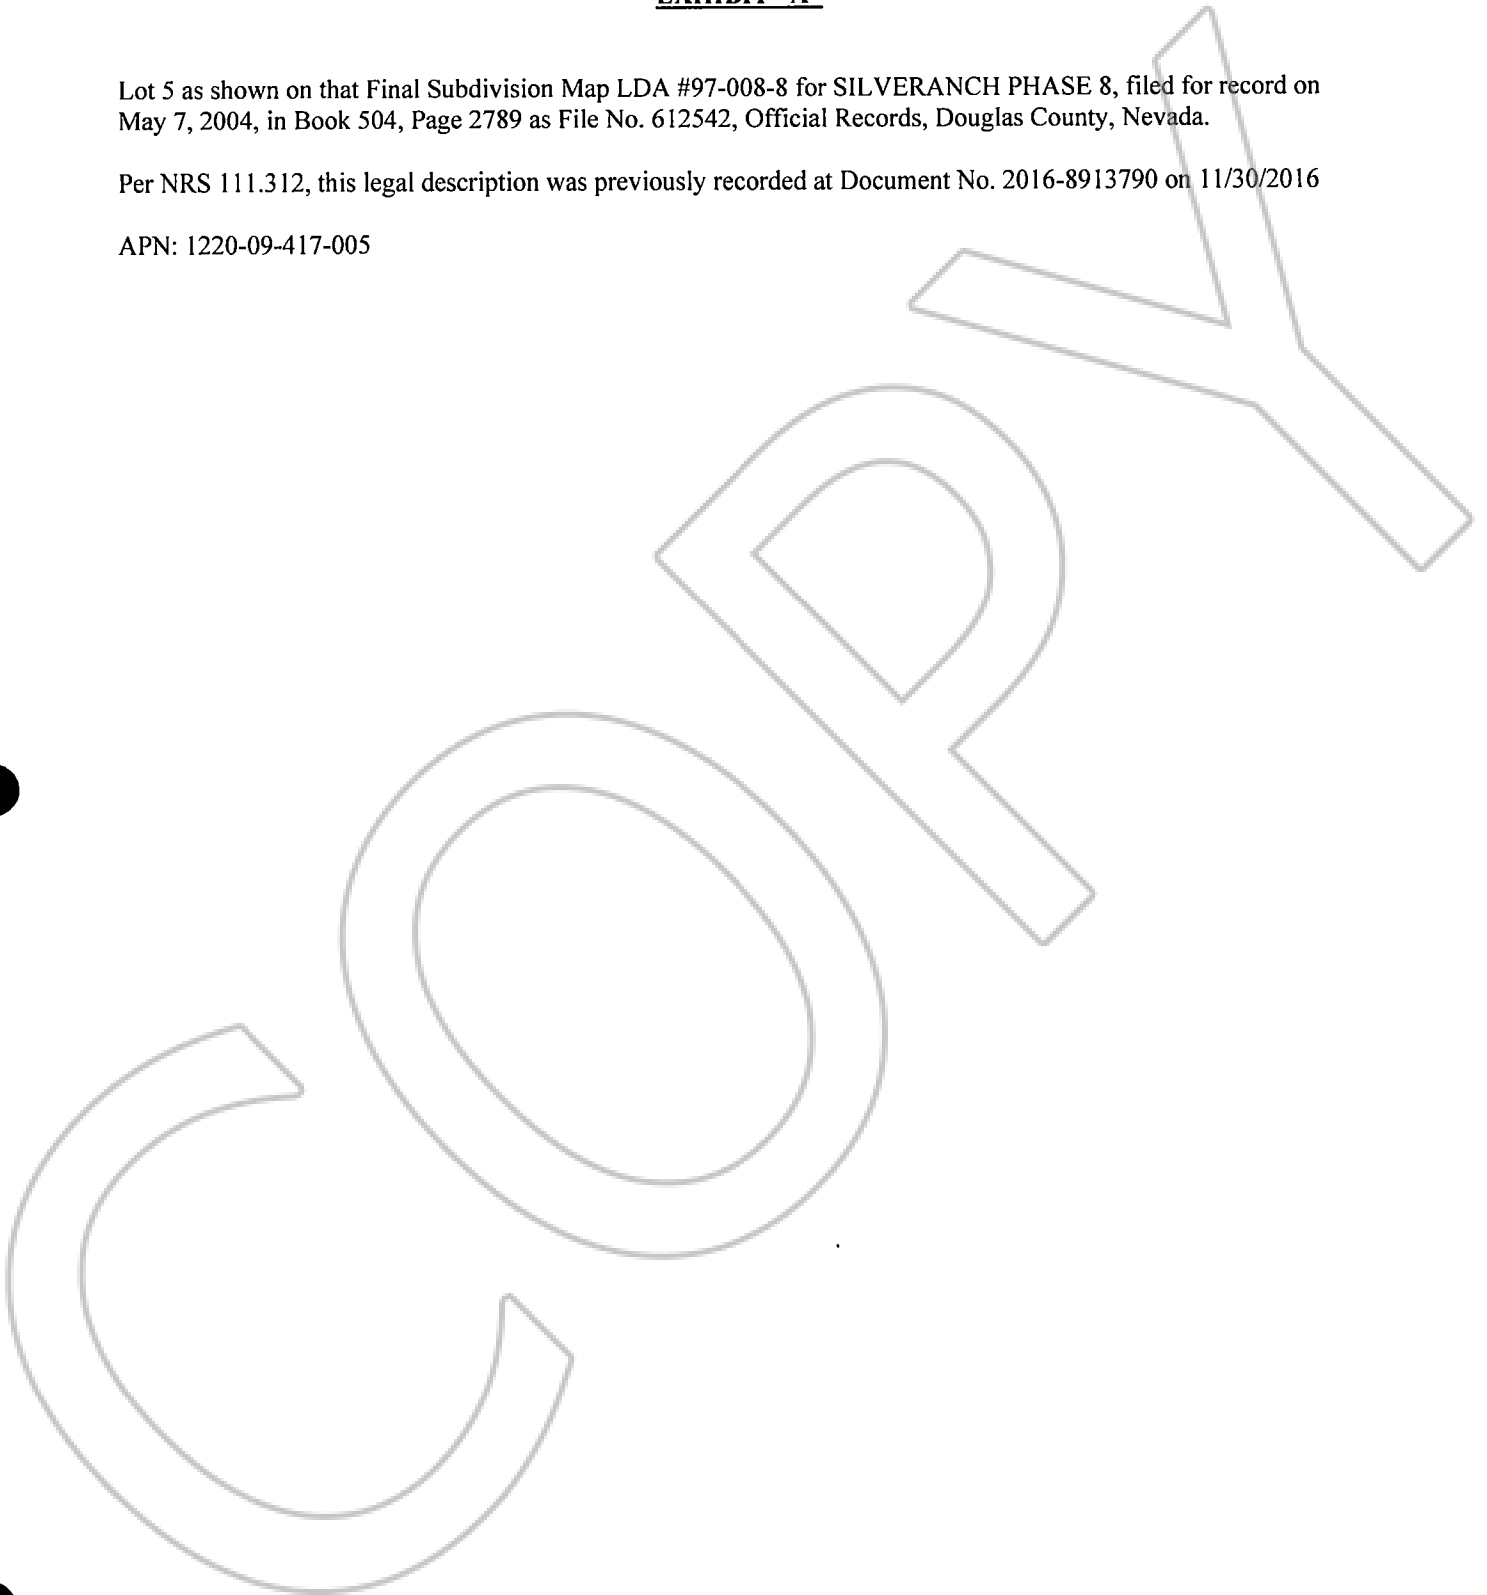 EXHIBIT "A"
Lot 5 as shown on that Final Subdivision Map LDA #97-008-8 for SILVERANCH PHASE 8, filed for record on
May 7, 2004, in Book 504, Page 2789 as File No. 612542, Official Records, Douglas County, Nevada.
Per NRS 111.312, this legal description was previously recorded at Document No. 2016-8913790 on 11/30/2016
APN: 1220-09-417-005
COPY